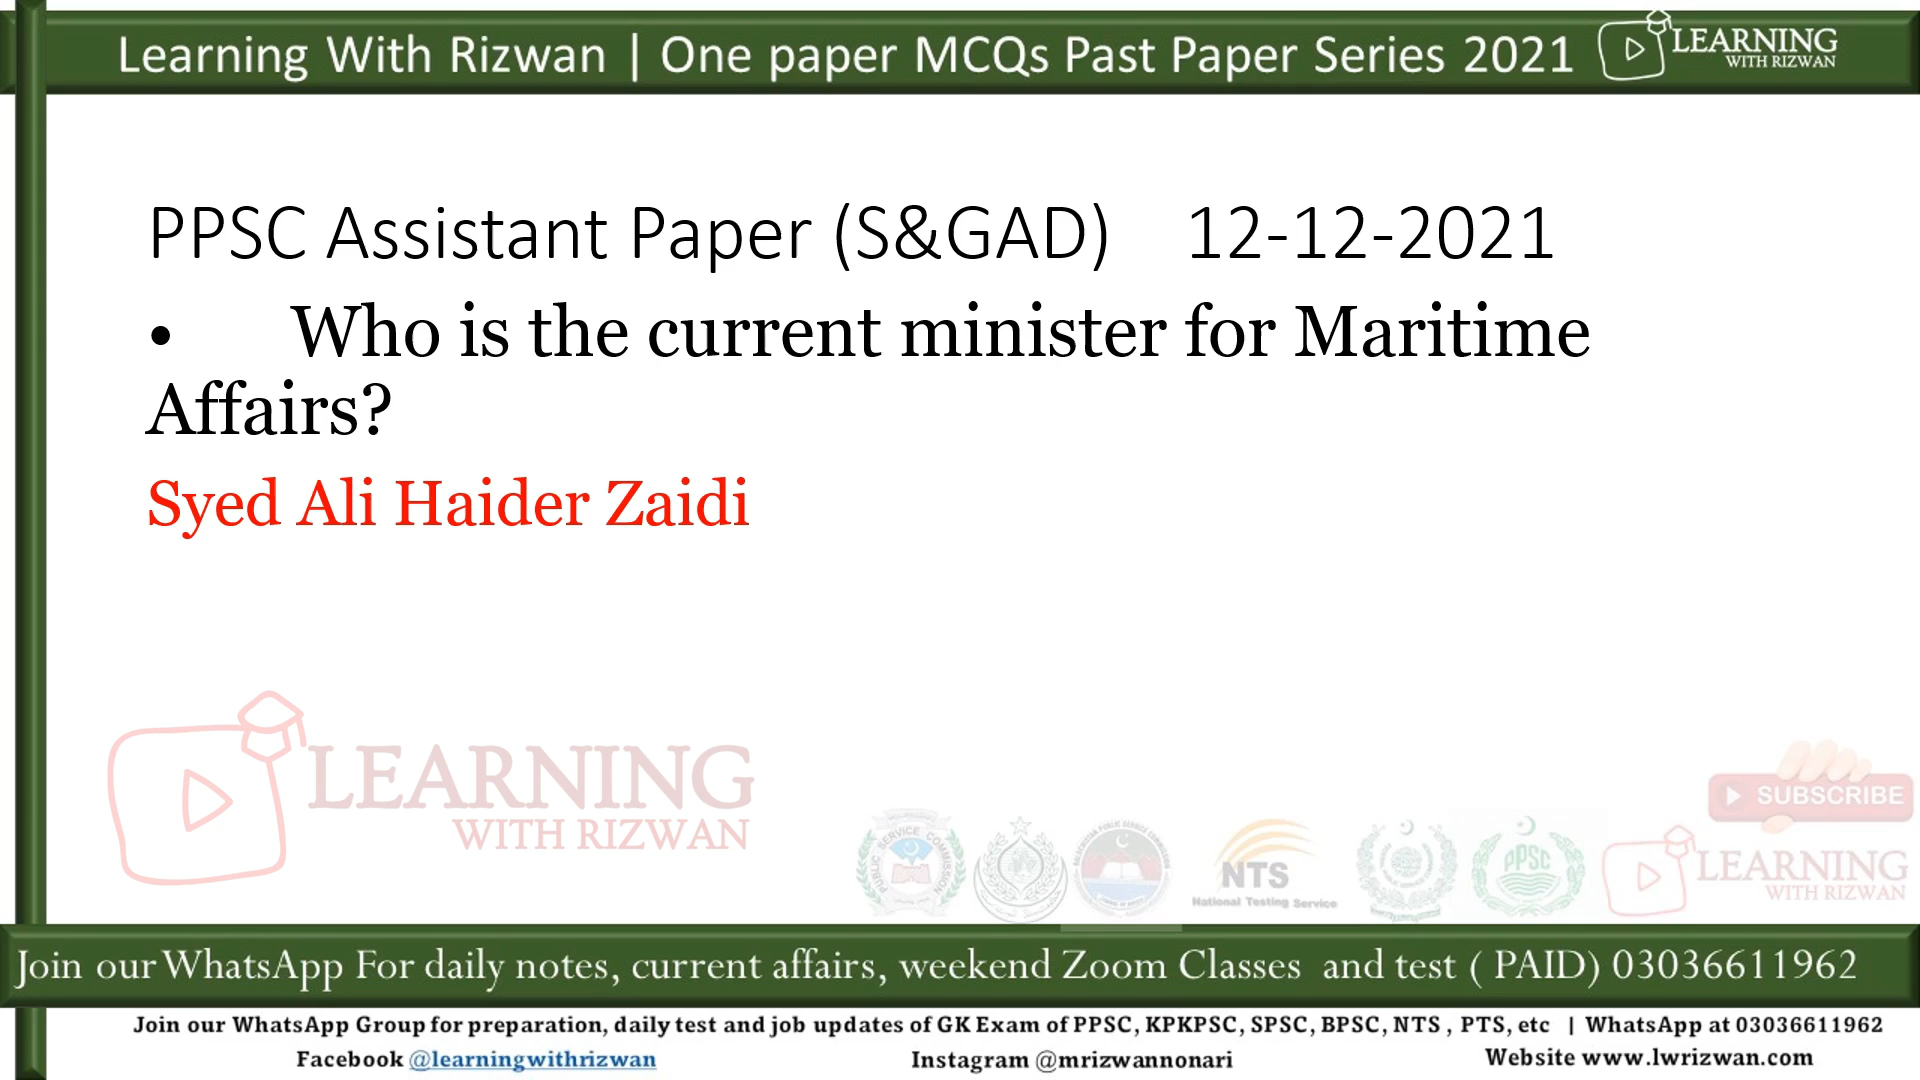 Learning With Rizwan | One paper MCQs Past Paper Series 2021
LEARNING
WITH RIZWAN
PPSC Assistant Paper (S&GAD) 12-12-2021
• Who is the current minister for Maritime
Affairs?
Syed Ali Haider Zaidi
LEARNING
WITH RIZWAN
SUBSCRIBE
PUBLIC SERVICE COMMISSION
NTS
National Testing Service
PPSC
LEARNING
WITH RIZWAN
Join our WhatsApp For daily notes, current affairs, weekend Zoom Classes and test ( PAID) 03036611962
Join our WhatsApp Group for preparation, daily test and job updates of GK Exam of PPSC, KPKPSC, SPSC, BPSC, NTS , PTS, etc | WhatsApp at 03036611962
Facebook @learningwithrizwan Instagram @mrizwannonari Website www.lwrizwan.com